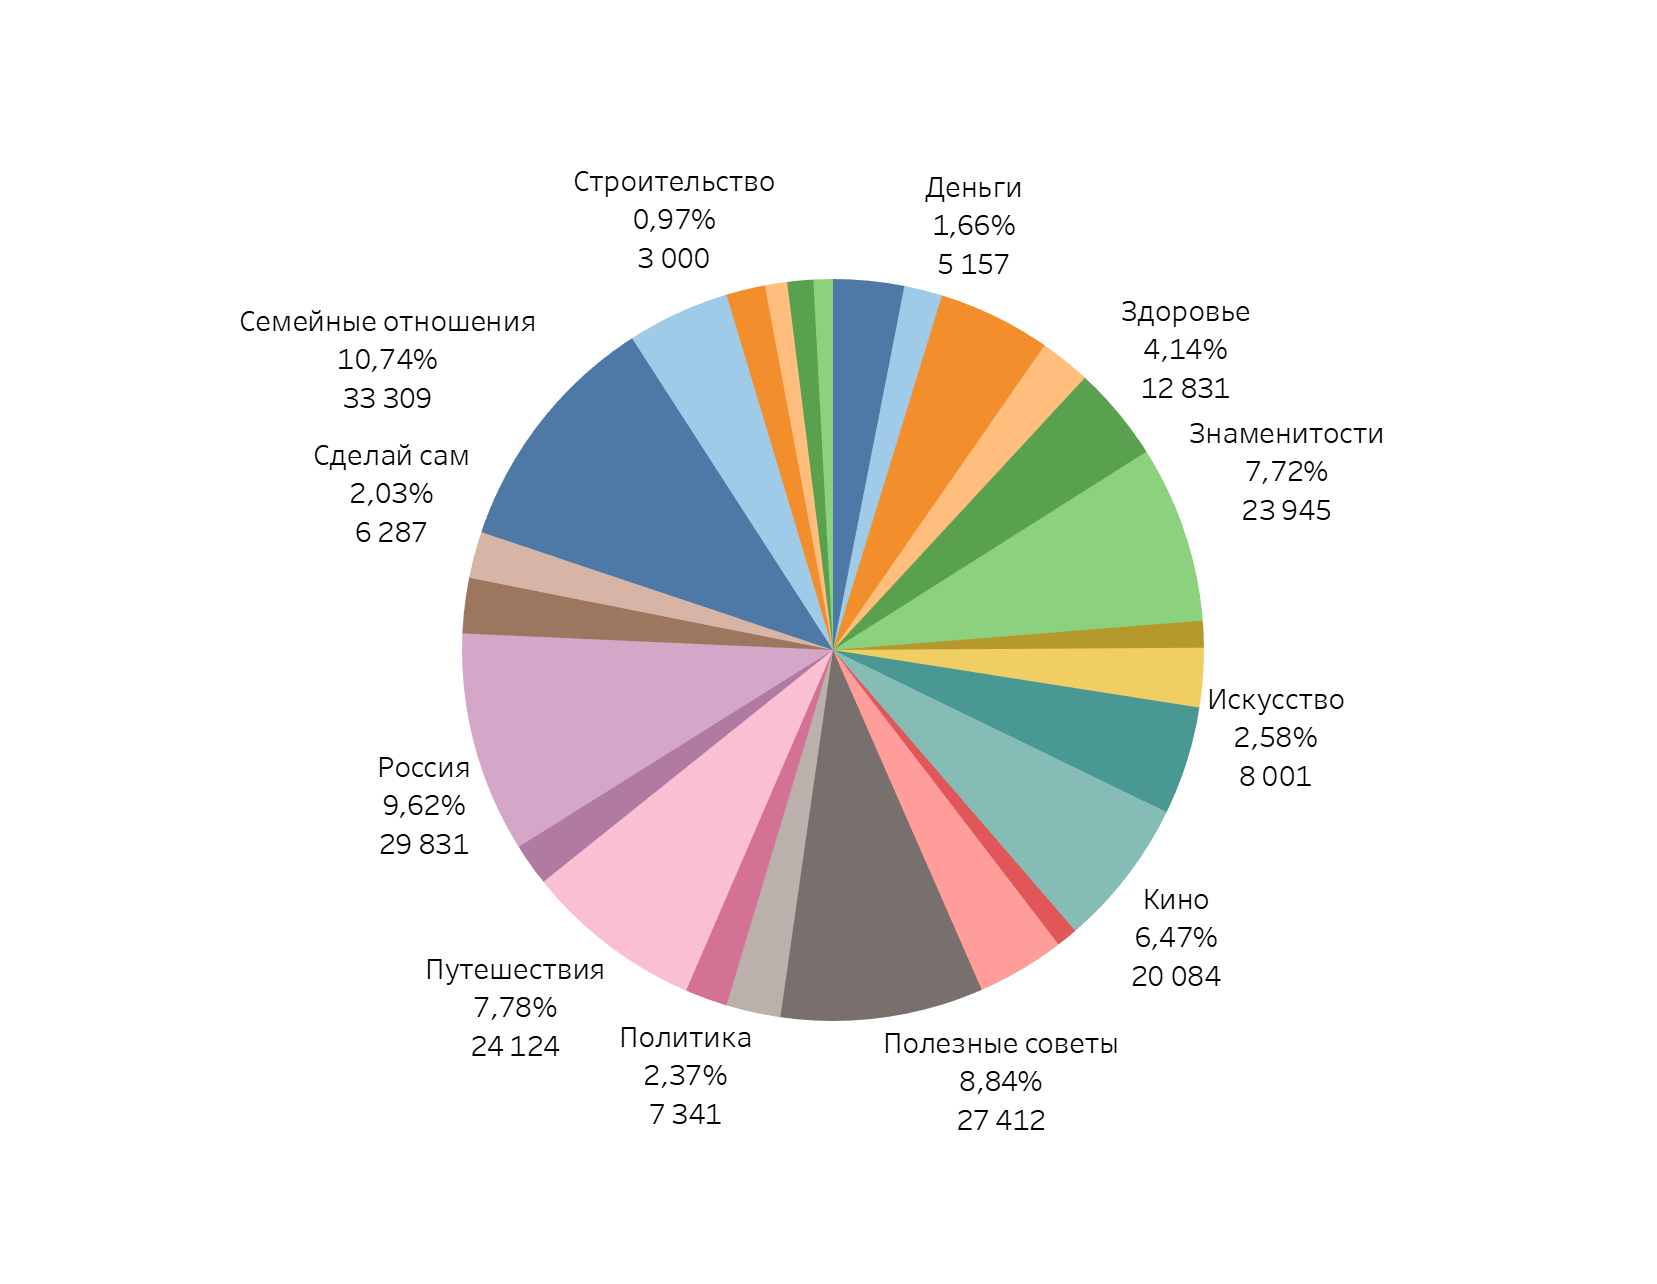 Строительство
0,97%
3 000
Деньги
1,66%
5 157
Здоровье
4,14%
12 831
Семейные отношения
10,74%
33 309
Знаменитости
7,72%
23 945
Сделай сам
2,03%
6 287
Искусство
2,58%
8 001
Россия
9,62%
29 831
Кино
6,47%
20 084
Путешествия
7,78%
24 124
Политика
2,37%
7 341
Полезные советы
8,84%
27 412